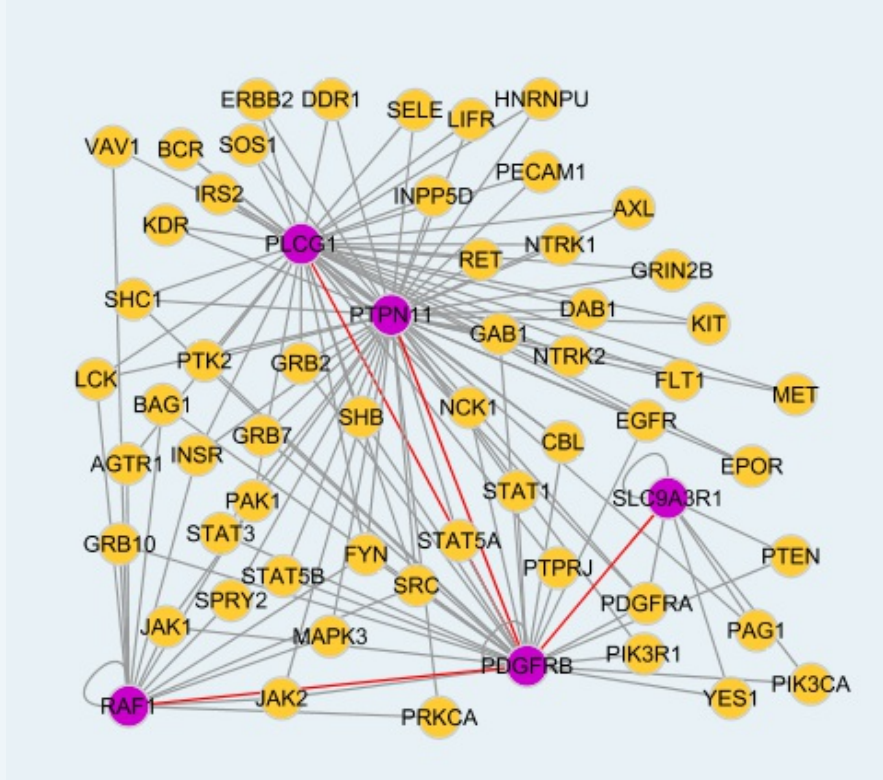 ERBB2
DDR1
SELE
LIFR
HNRNPU
VAV1
BCR
SOS1
PECAM1
IRS2
INPP5D
AXL
KDR
PLCG1
NTRK1
RET
GRIN2B
SHC1
PTPN11
DAB1
KIT
GAB1
NTRK2
PTK2
GRB2
LCK
FLT1
MET
BAG1
NCK1
SHB
EGFR
GRB7
CBL
AGTR1
INSR
EPOR
STAT1
SLC9A3R1
PAK1
STAT3
GRB10
STAT5A
FYN
PTPRJ
PTEN
STAT5B
SRC
SPRY2
PDGFRA
JAK1
MAPK3
PAG1
PIK3R1
PDGFRB
PIK3CA
YES1
JAK2
RAF1
PRKCA